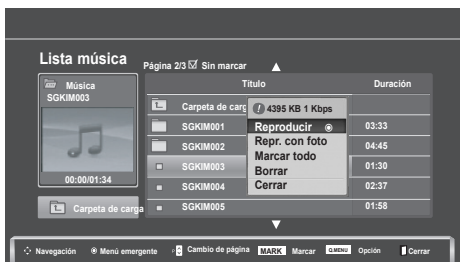 Lista música
Página 2/3 Sin marcar
Música
SGKIM003
00:00/01:34
Carpeta de carga
Título Duración
Carpeta de carg
SGKIM001 03:33
SGKIM002 04:45
SGKIM003 01:30
SGKIM004 02:37
SGKIM005 01:58
4395 KB 1 Kbps
Reproducir
Repr. con foto
Marcar todo
Borrar
Cerrar
Navegación Menú emergente Cambio de página MARK Marcar Q.MENU Opción Cerrar